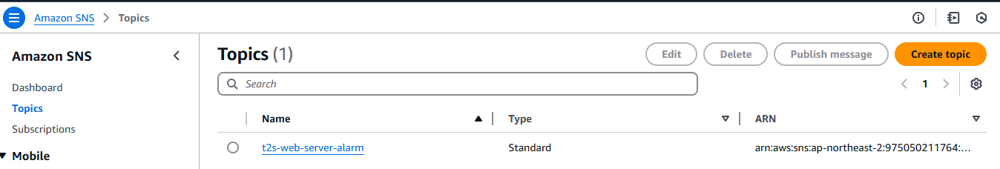 Amazon SNS > Topics
Amazon SNS
Dashboard
Topics
Subscriptions
Mobile
Topics (1)
Edit
Delete
Publish message
Create topic
Search
1
Name Type ARN
t2s-web-server-alarm Standard arn:aws:sns:ap-northeast-2:975050211764:...